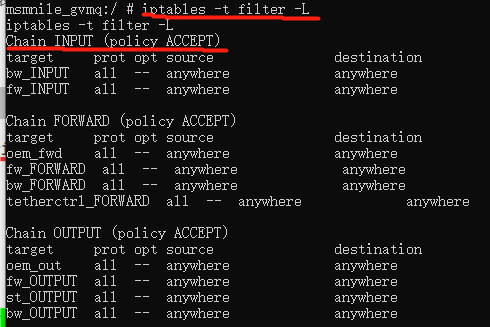 msmnile_gvmq:/ # iptables -t filter -L
iptables -t filter -L
Chain INPUT (policy ACCEPT)
target     prot opt source               destination
bw_INPUT   all  --  anywhere             anywhere
fw_INPUT   all  --  anywhere             anywhere
Chain FORWARD (policy ACCEPT)
target     prot opt source               destination
oem_fwd    all  --  anywhere             anywhere
fw_FORWARD  all  --  anywhere             anywhere
bw_FORWARD  all  --  anywhere             anywhere
tetherctrl_FORWARD  all  --  anywhere             anywhere
Chain OUTPUT (policy ACCEPT)
target     prot opt source               destination
oem_out    all  --  anywhere             anywhere
fw_OUTPUT  all  --  anywhere             anywhere
st_OUTPUT  all  --  anywhere             anywhere
bw_OUTPUT  all  --  anywhere             anywhere